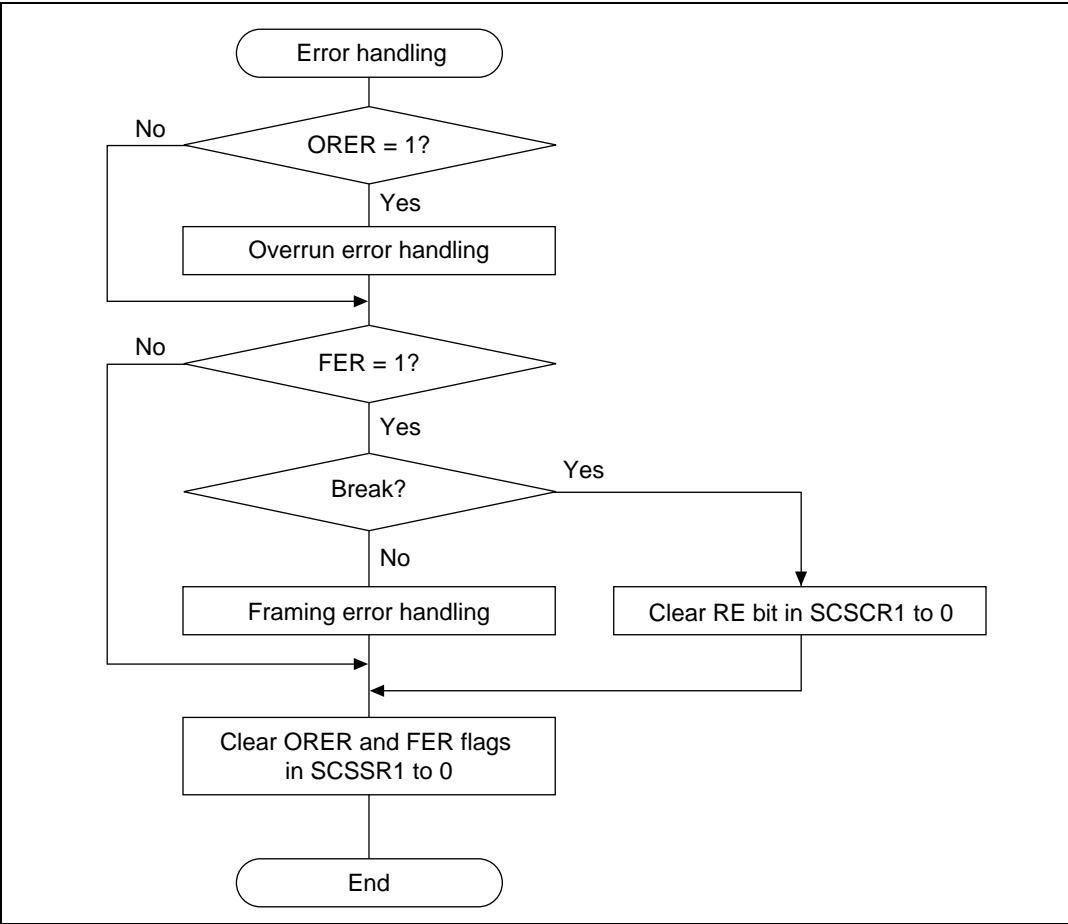 Error handling
No
ORER = 1?
Yes
Overrun error handling
No
FER = 1?
Yes
Yes
Break?
No
Framing error handling
Clear RE bit in SCSCR1 to 0
Clear ORER and FER flags
in SCSSR1 to 0
End